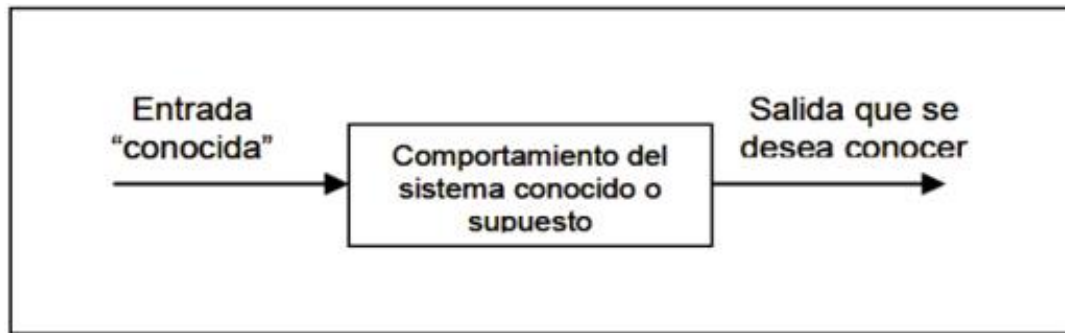 Entrada
“conocida”
Comportamiento del
sistema conocido o
supuesto
Salida que se
desea conocer